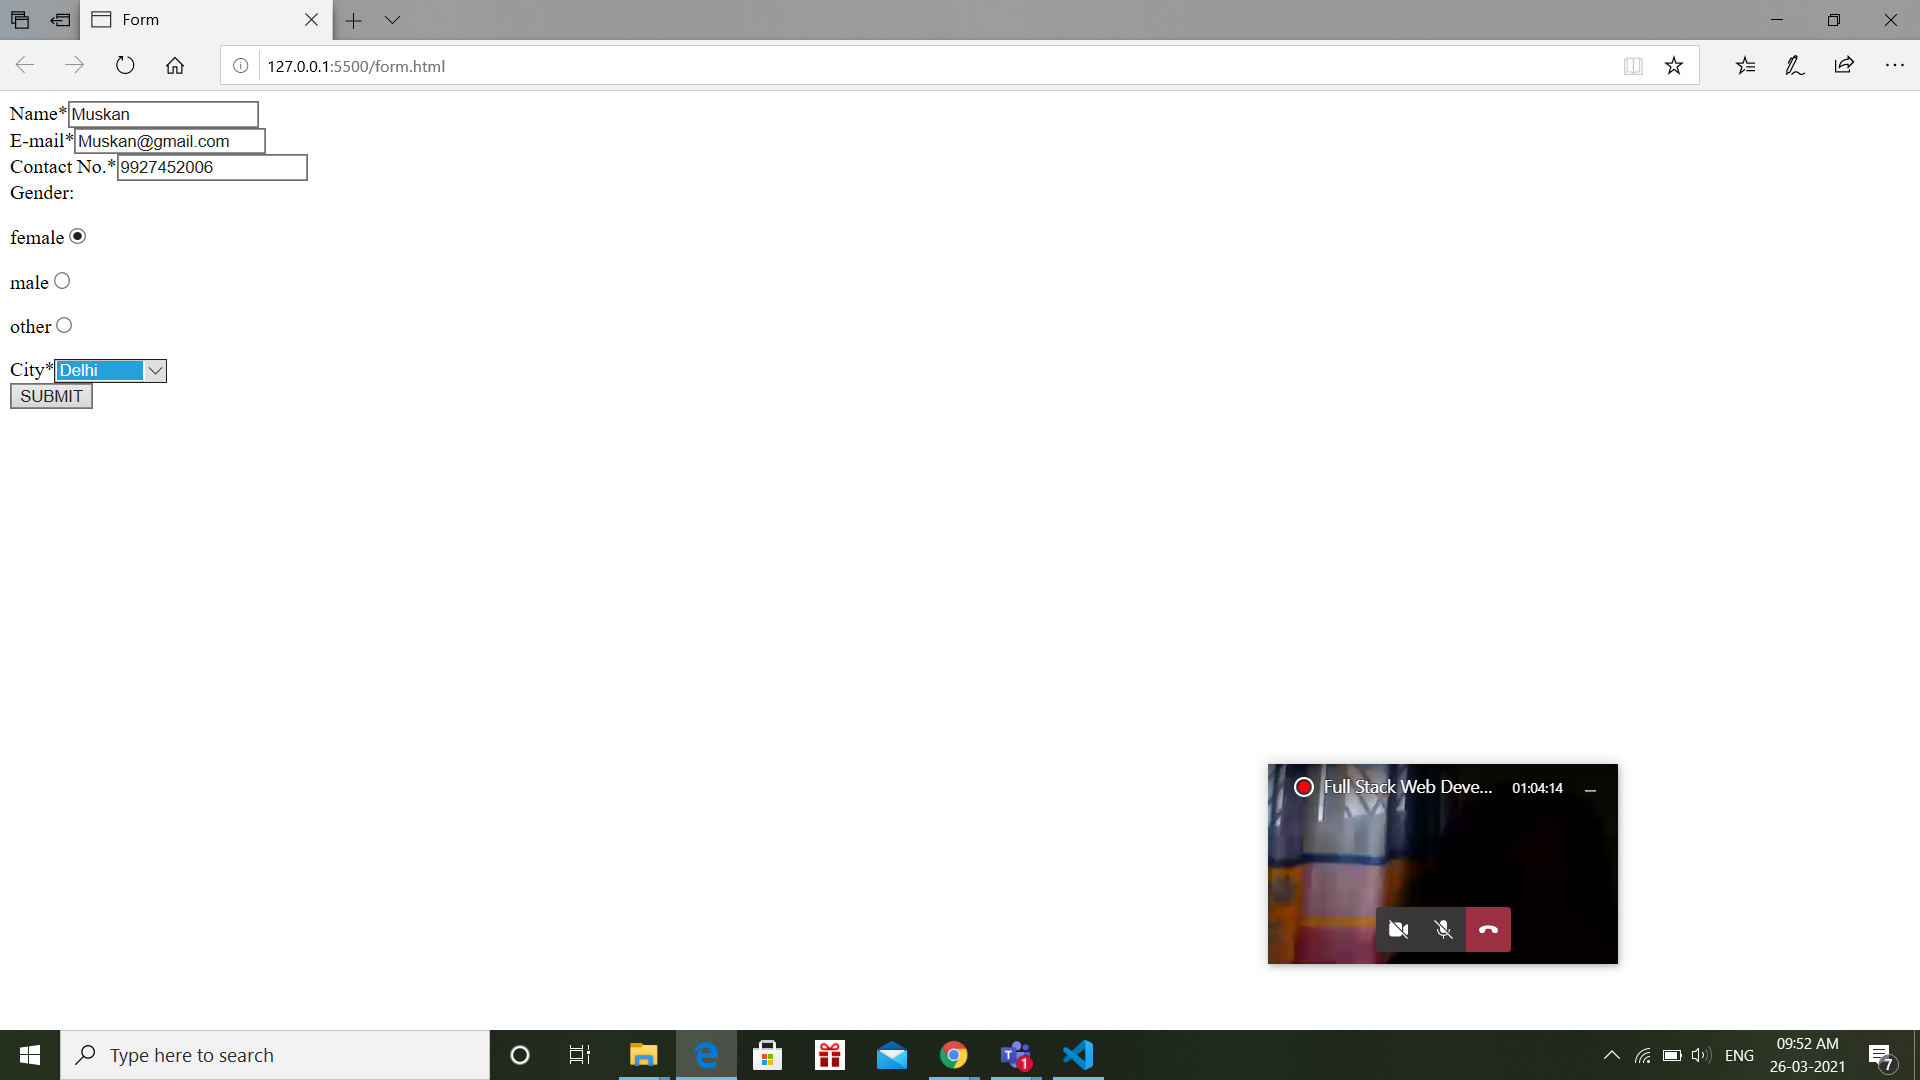 Form
127.0.0.1:5500/form.html
Name*Muskan
E-mail*Muskan@gmail.com
Contact No.*9927452006
Gender:
female
male
other
City*Delhi
SUBMIT
Full Stack Web Deve... 01:04:14
Type here to search
1
ENG
09:52 AM
26-03-2021
7